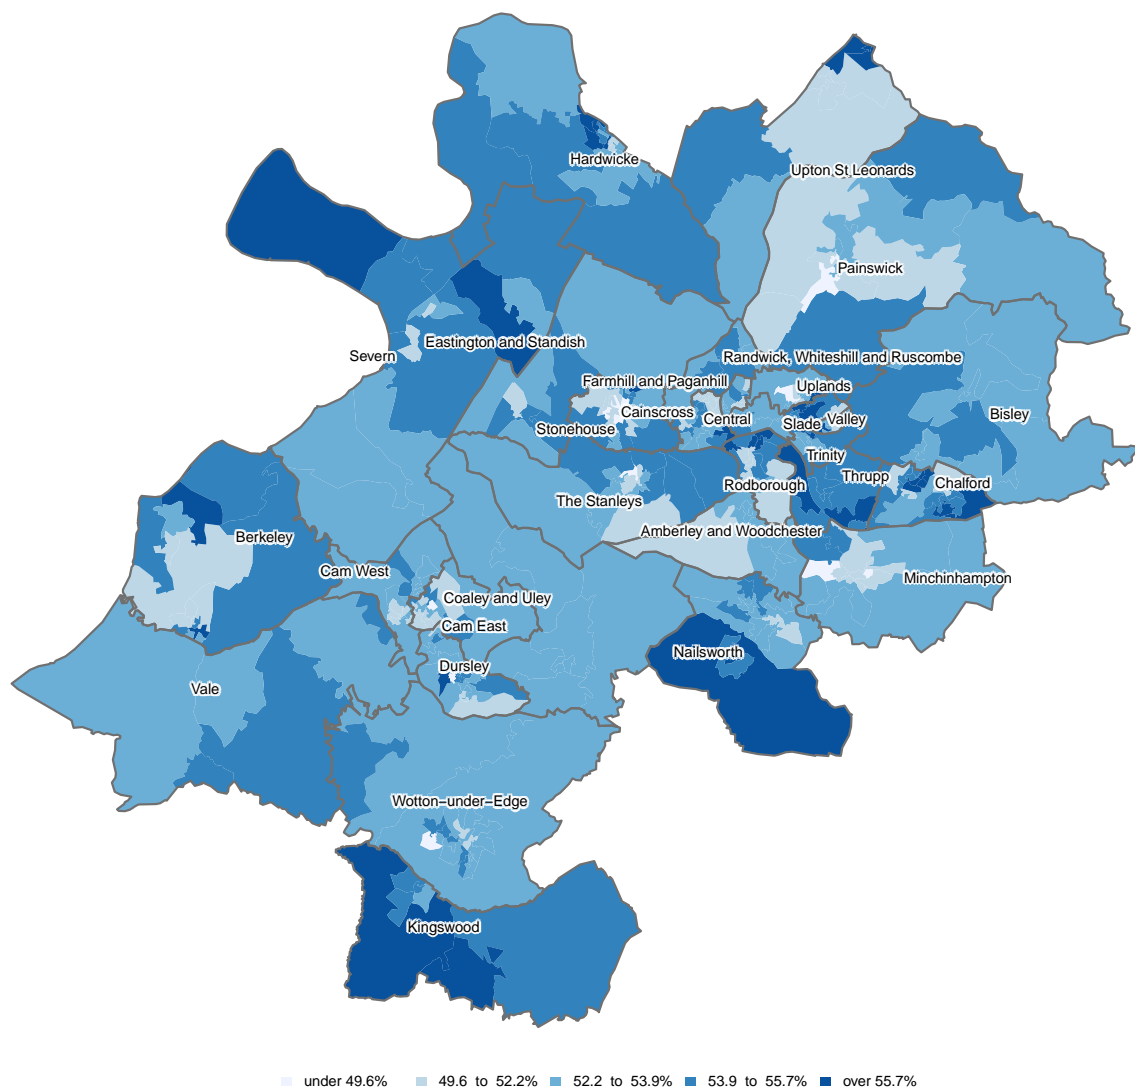 Hardwicke
Upton St Leonards
Painswick
Eastington and Standish
Severn
Randwick, Whiteshill and Ruscombe
Farmhill and Paganhill
Uplands
Cainscross
Central
Slade
Valley
Bisley
Stonehouse
Trinity
Thrupp
Chalford
Rodborough
The Stanleys
Amberley and Woodchester
Berkeley
Cam West
Minchinhampton
Coaley and Uley
Cam East
Nailsworth
Dursley
Vale
Wotton−under−Edge
Kingswood
under 49.6% 49.6 to 52.2% 52.2 to 53.9% 53.9 to 55.7% over 55.7%